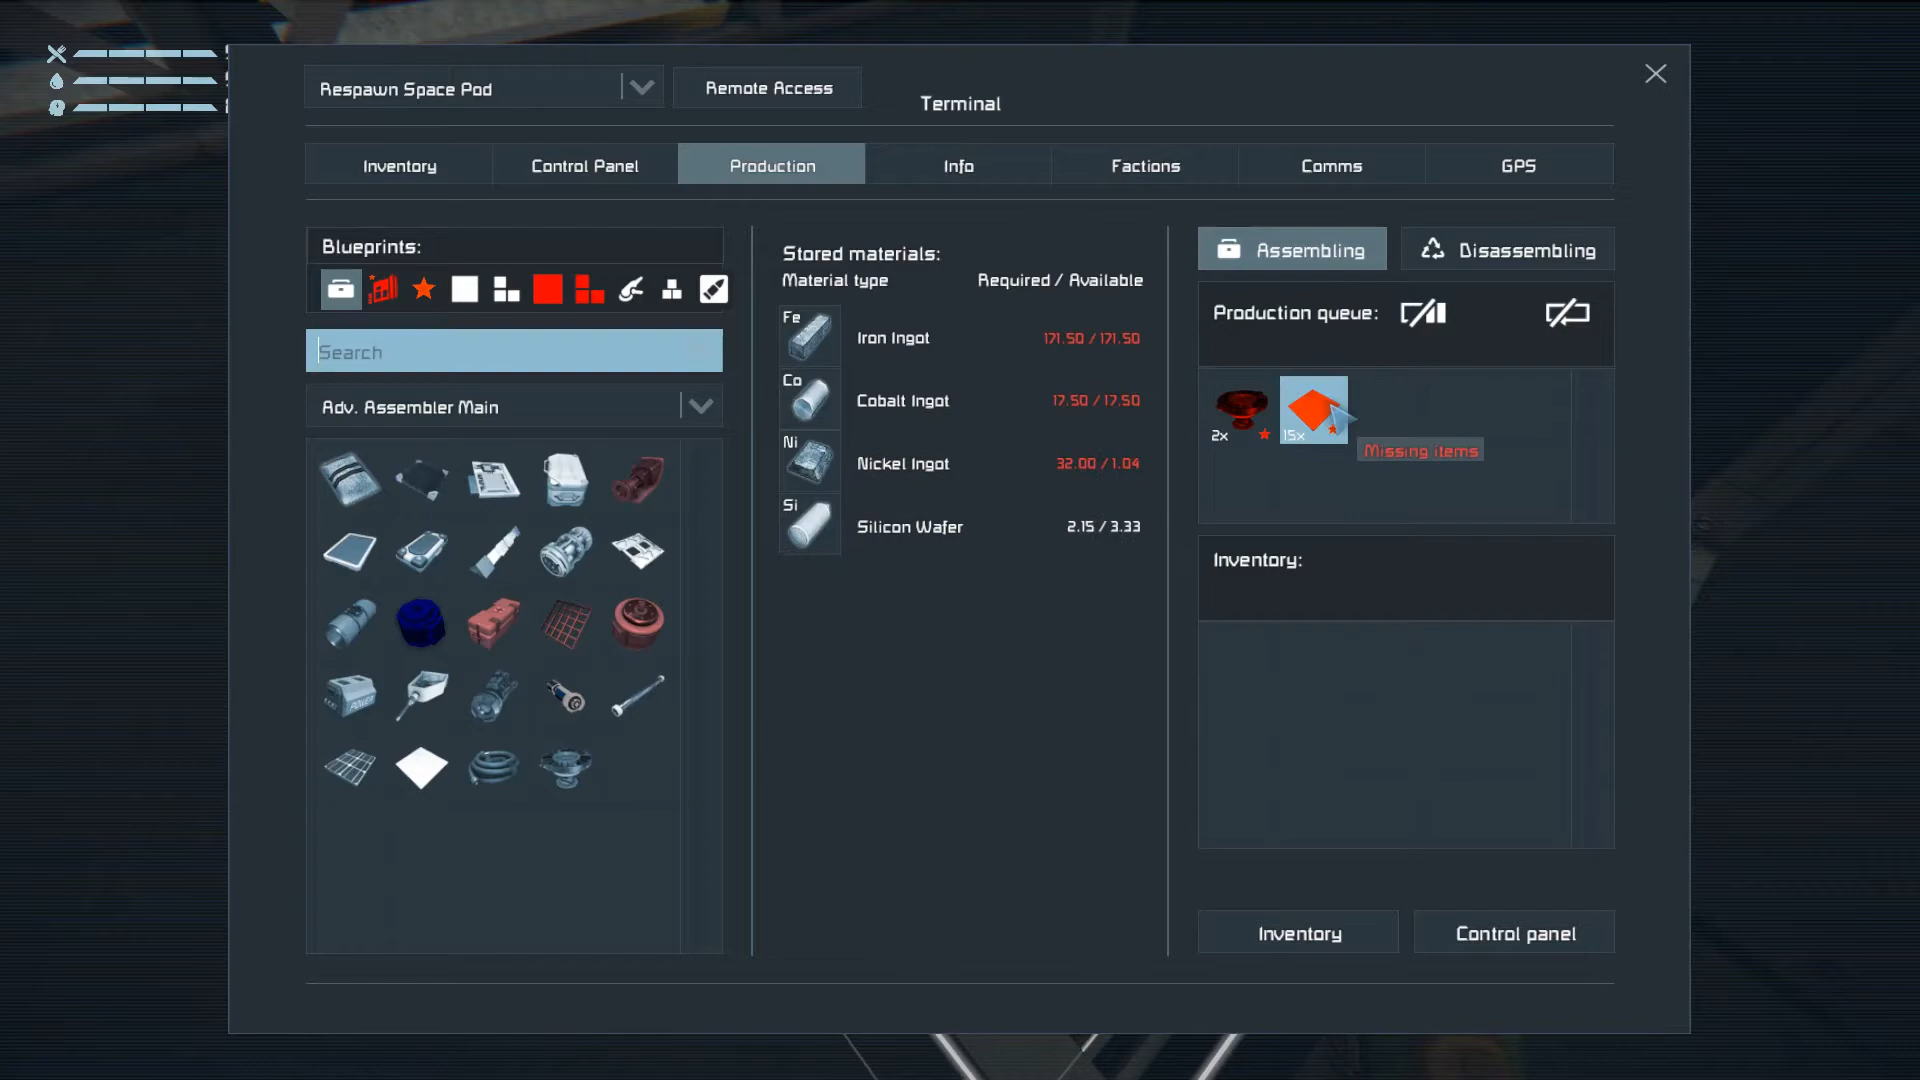 Respawn Space Pod
Remote Access
Terminal
Inventory
Control Panel
Production
Info
Factions
Comms
GPS
Blueprints:
Search
Adv. Assembler Main
POWER
Stored materials:
Material type
Required / Available
Fe
Iron Ingot
171.50 / 171.50
Co
Cobalt Ingot
17.50 / 17.50
Ni
Nickel Ingot
32.00 / 1.04
Si
Silicon Wafer
2.15 / 3.33
Assembling
Disassembling
Production queue:
2x
15x
Missing items
Inventory:
Inventory
Control panel